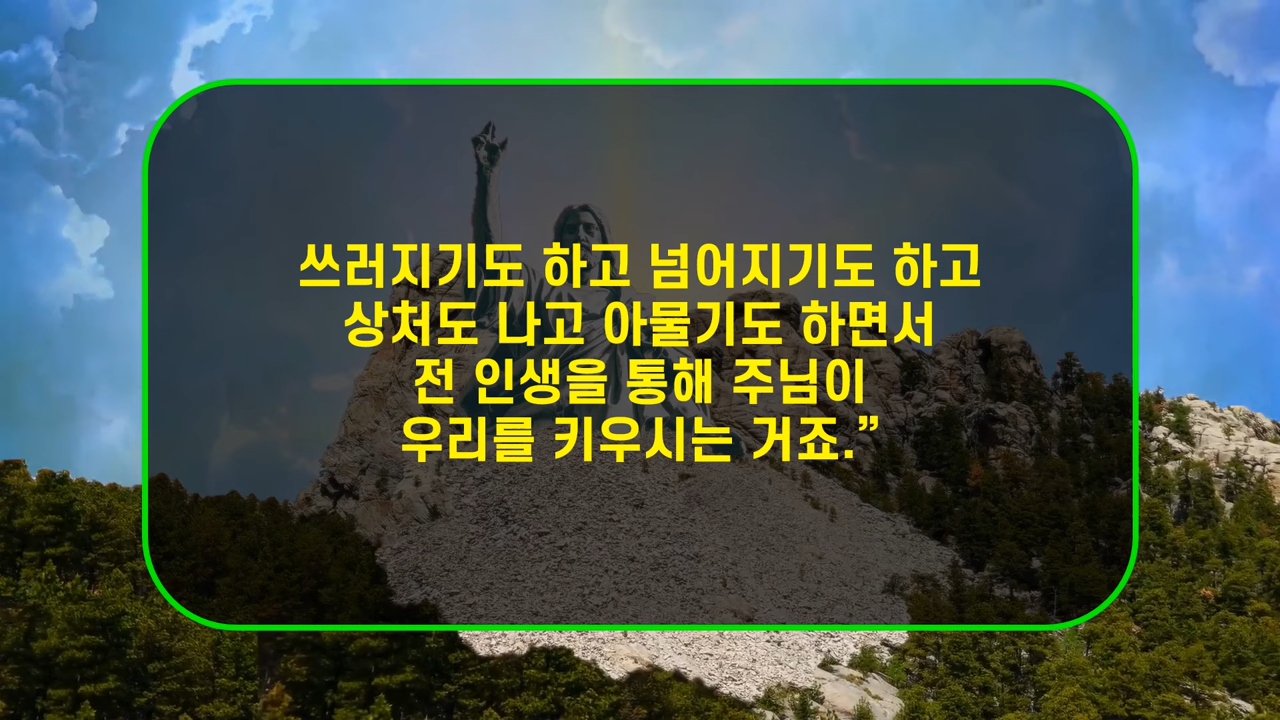 쓰러지기도 하고 넘어지기도 하고
상처도 나고 아물기도 하면서
전 인생을 통해 주님이
우리를 키우시는 거죠.”